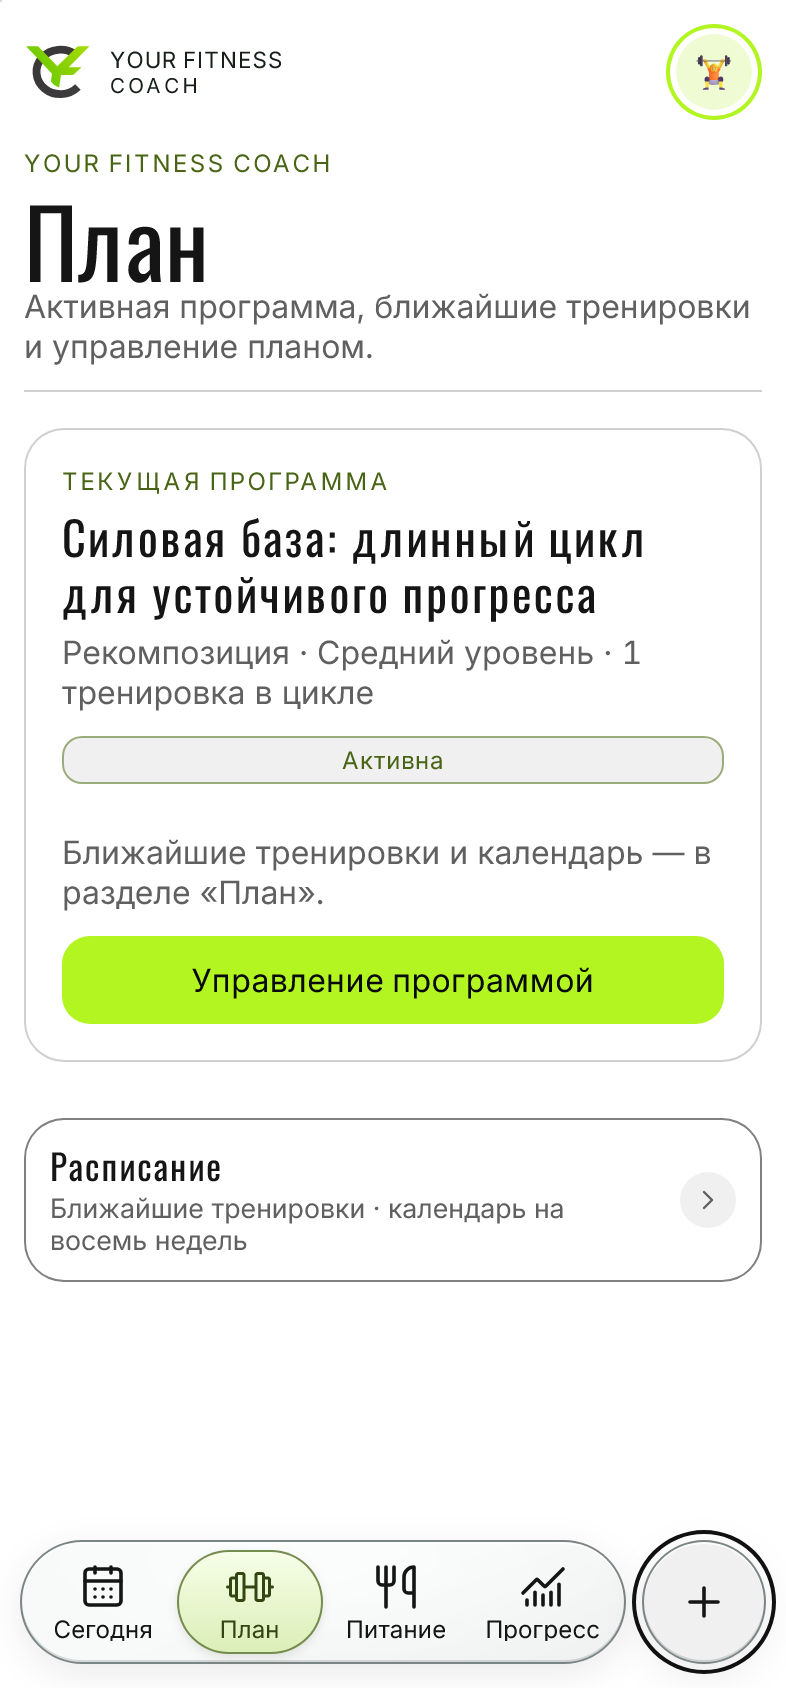 YOUR FITNESS
COACH
YOUR FITNESS COACH
План
Активная программа, ближайшие тренировки
и управление планом.
ТЕКУЩАЯ ПРОГРАММА
Силовая база: длинный цикл
для устойчивого прогресса
Рекомпозиция · Средний уровень · 1
тренировка в цикле
Активна
Ближайшие тренировки и календарь — в
разделе «План».
Управление программой
Расписание
Ближайшие тренировки · календарь на
восемь недель
Сегодня
План
Питание
Прогресс